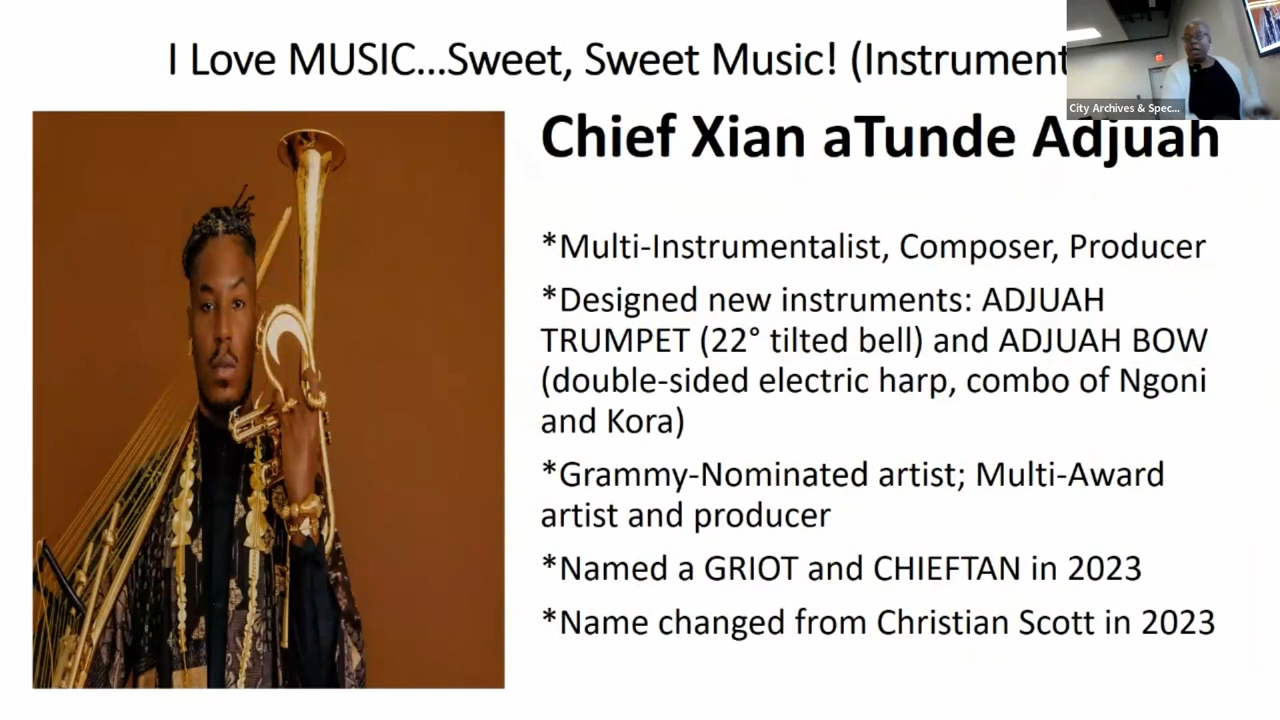 I Love MUSIC...Sweet, Sweet Music! (Instrument
City Archives & Spec...
Chief Xian aTunde Adjuah
*Multi-Instrumentalist, Composer, Producer
*Designed new instruments: ADJUAH
TRUMPET (22° tilted bell) and ADJUAH BOW
(double-sided electric harp, combo of Ngoni
and Kora)
*Grammy-Nominated artist; Multi-Award
artist and producer
*Named a GRIOT and CHIEFTAN in 2023
*Name changed from Christian Scott in 2023